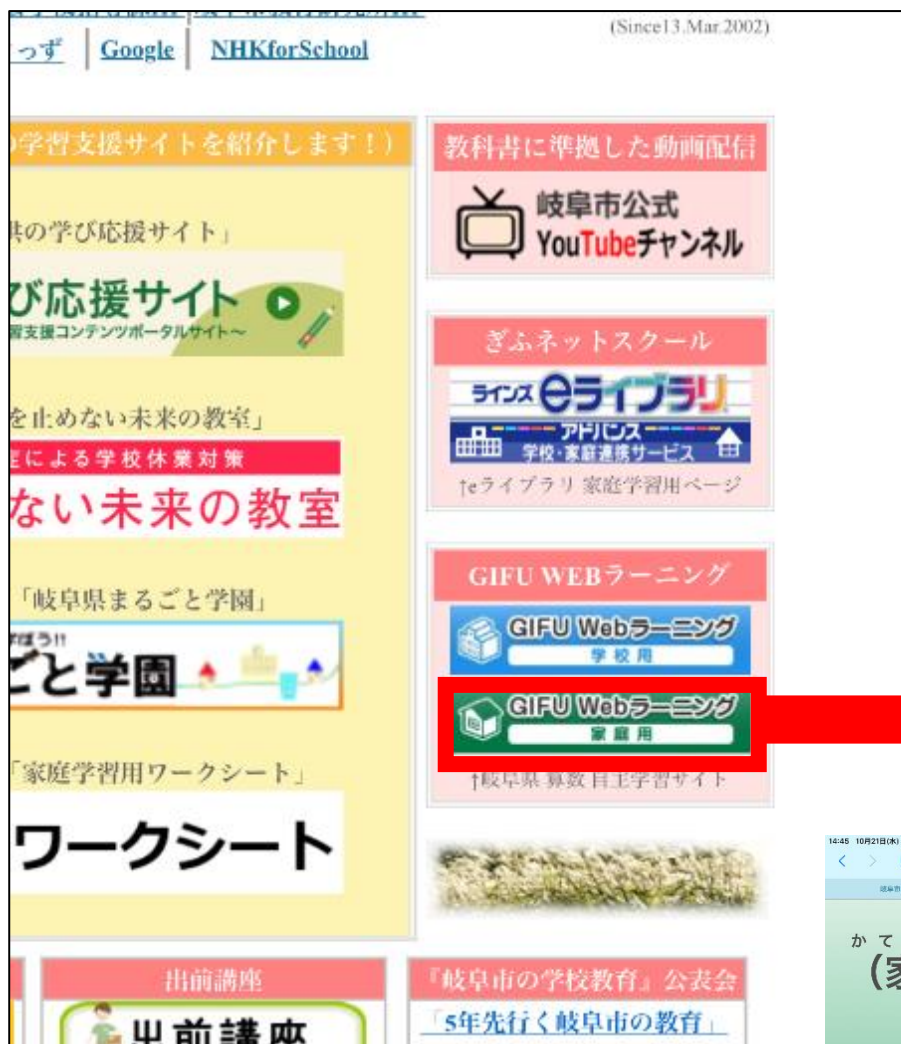 (Since13.Mar.2002)
っず
Google
NHKforSchool
学習支援サイトを紹介します！）
供の学び応援サイト」
び応援サイト
習支援コンテンツポータルサイト～
を止めない未来の教室」
による学校休業対策
ない未来の教室
「岐阜県まるごと学園」
ごと学園
「家庭学習用ワークシート」
ワークシート
教科書に準拠した動画配信
岐阜市公式
YouTubeチャンネル
ぎふネットスクール
ラインズ eライブラリ
アドバンス
学校・家庭連携サービス
↑eライブラリ 家庭学習用ページ
GIFU WEBラーニング
GIFU Webラーニング
学校用
GIFU Webラーニング
家庭用
↑岐阜県 算数 自主学習サイト
出前講座
出前講座
『岐阜市の学校教育』公表会
「5年先行く岐阜市の教育」
14:45 10月21日(水)
かて
(家